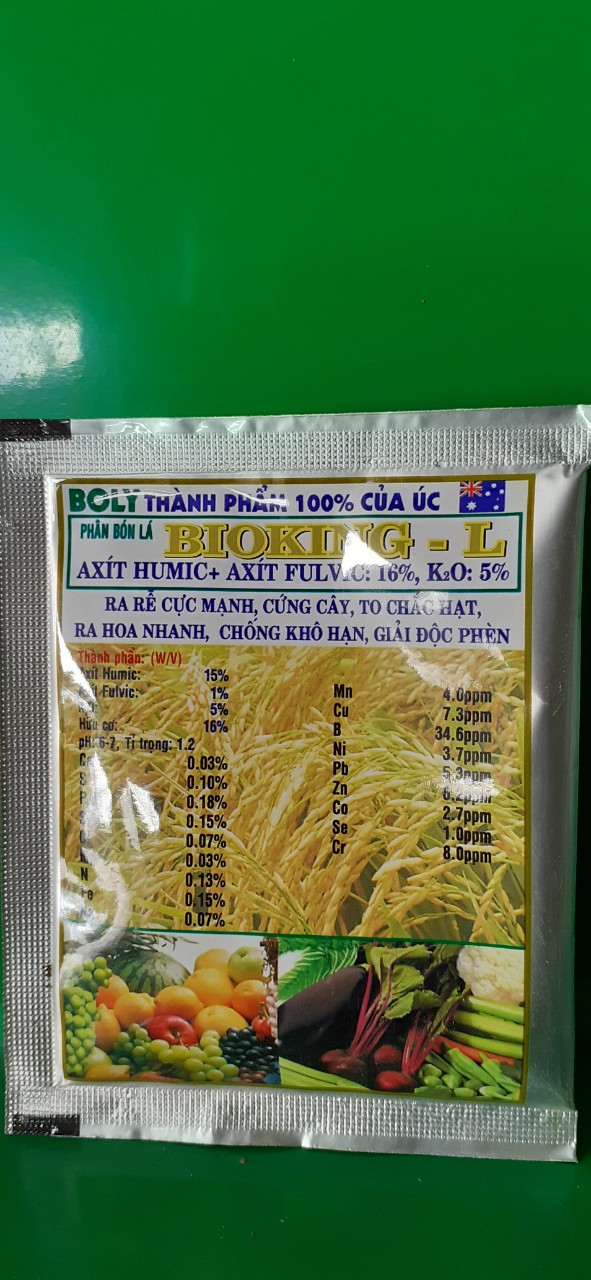 BOLY THÀNH PHẨM 100% CỦA ÚC
PHÂN BÓN LÁ BIOKING - L
AXÍT HUMIC+ AXÍT FULVIC: 16%, K₂O: 5%
RA RỄ CỰC MẠNH, CỨNG CÂY, TO CHẮC HẠT,
RA HOA NHANH, CHỐNG KHÔ HẠN, GIẢI ĐỘC PHÈN
Thành phần: (W/V)
Axít Humic: 15%
Fulvic: 1%
5%
Hữu cơ: 16%
pH: 6-7, Tỉ trọng: 1.2
0.03%
0.10%
0.18%
0.15%
0.07%
0.03%
N 0.13%
0.15%
0.07%
Mn 4.0ppm
Cu 7.3ppm
B 34.6ppm
Ni 3.7ppm
Pb 5.3ppm
Zn 6.2ppm
Co 2.7ppm
Se 1.0ppm
Cr 8.0ppm